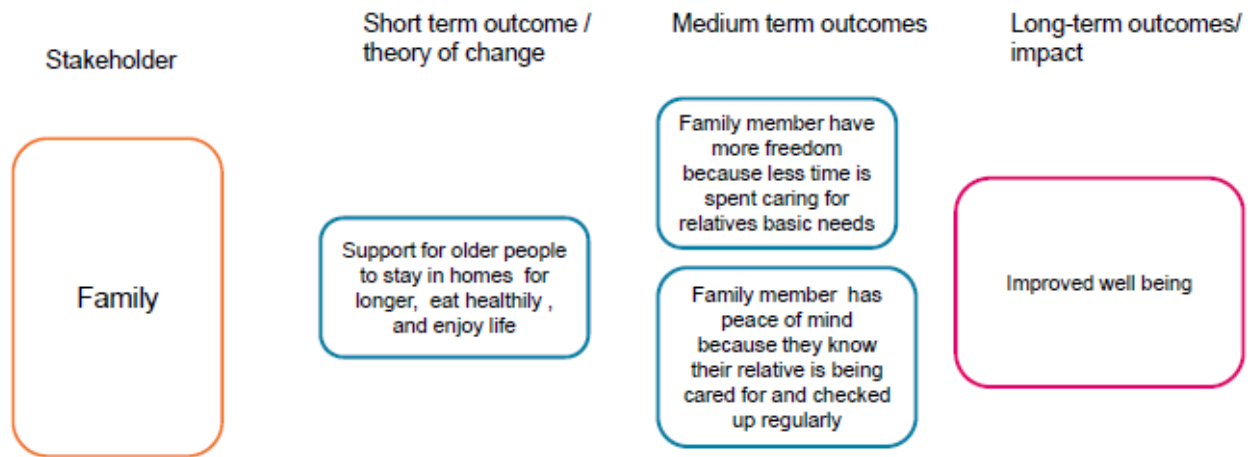 Stakeholder
Short term outcome /
theory of change
Medium term outcomes
Long-term outcomes/
impact
Family
Support for older people
to stay in homes for
longer, eat healthily ,
and enjoy life
Family member have
more freedom
because less time is
spent caring for
relatives basic needs
Family member has
peace of mind
because they know
their relative is being
cared for and checked
up regularly
Improved well being